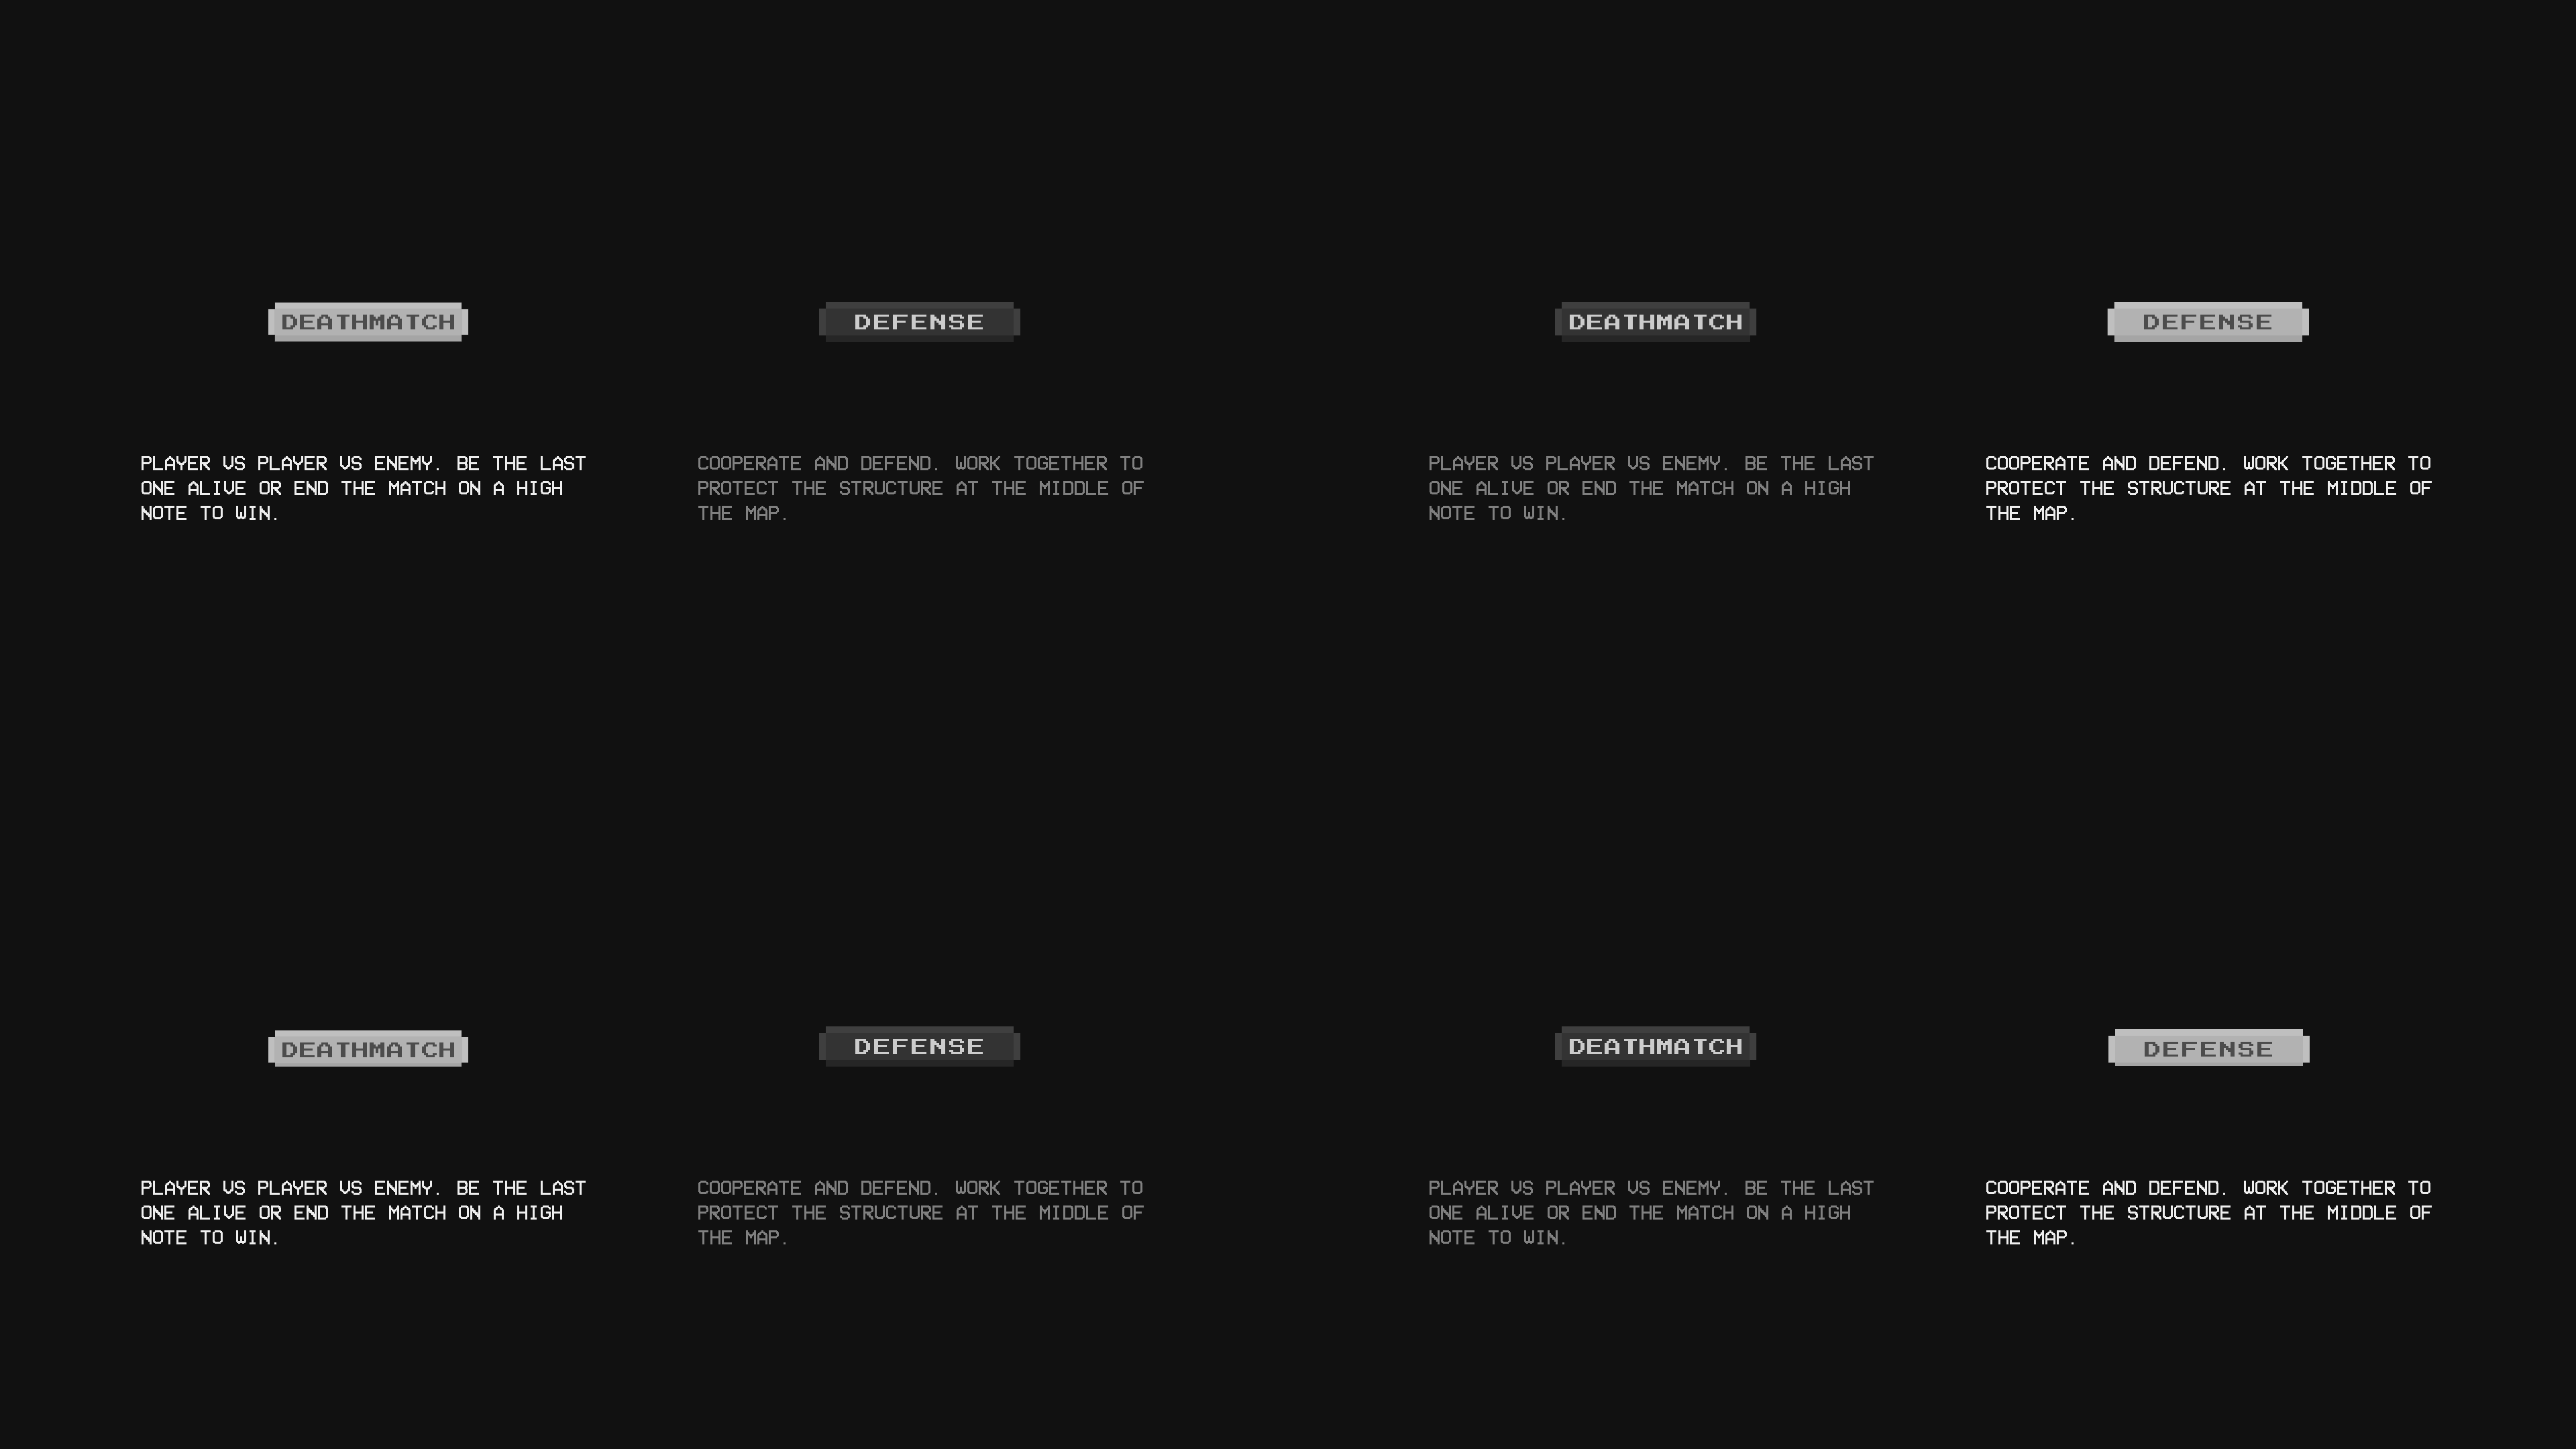 DEATHMATCH
DEFENSE
DEATHMATCH
DEFENSE
PLAYER VS PLAYER VS ENEMY. BE THE LAST
ONE ALIVE OR END THE MATCH ON A HIGH
NOTE TO WIN.
COOPERATE AND DEFEND. WORK TOGETHER TO
PROTECT THE STRUCTURE AT THE MIDDLE OF
THE MAP.
PLAYER VS PLAYER VS ENEMY. BE THE LAST
ONE ALIVE OR END THE MATCH ON A HIGH
NOTE TO WIN.
COOPERATE AND DEFEND. WORK TOGETHER TO
PROTECT THE STRUCTURE AT THE MIDDLE OF
THE MAP.
DEATHMATCH
DEFENSE
DEATHMATCH
DEFENSE
PLAYER VS PLAYER VS ENEMY. BE THE LAST
ONE ALIVE OR END THE MATCH ON A HIGH
NOTE TO WIN.
COOPERATE AND DEFEND. WORK TOGETHER TO
PROTECT THE STRUCTURE AT THE MIDDLE OF
THE MAP.
PLAYER VS PLAYER VS ENEMY. BE THE LAST
ONE ALIVE OR END THE MATCH ON A HIGH
NOTE TO WIN.
COOPERATE AND DEFEND. WORK TOGETHER TO
PROTECT THE STRUCTURE AT THE MIDDLE OF
THE MAP.